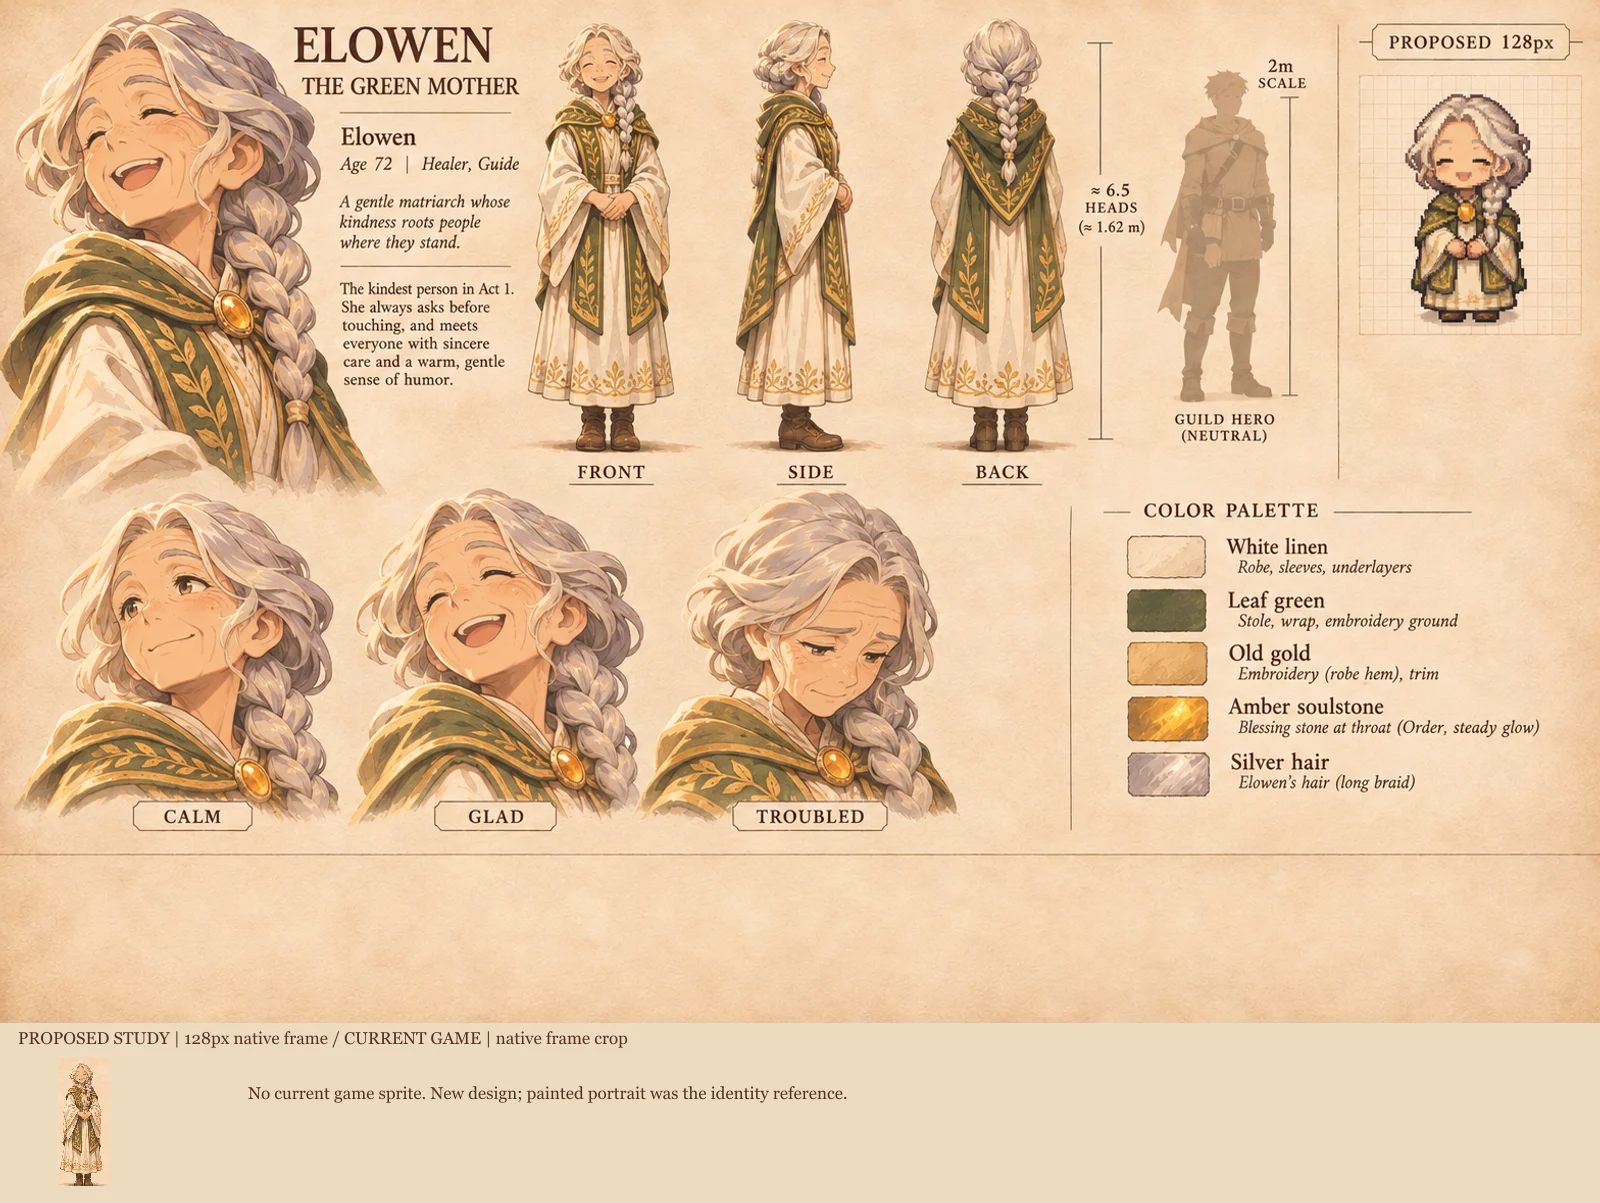 ELOWEN
THE GREEN MOTHER
Elowen
Age 72 | Healer, Guide
A gentle matriarch whose
kindness roots people
where they stand.
The kindest person in Act 1.
She always asks before
touching, and meets
everyone with sincere
care and a warm, gentle
sense of humor.
FRONT
SIDE
BACK
≈ 6.5
HEADS
(≈ 1.62 m)
2m
SCALE
GUILD HERO
(NEUTRAL)
PROPOSED 128px
CALM
GLAD
TROUBLED
COLOR PALETTE
White linen
Robe, sleeves, underlayers
Leaf green
Stole, wrap, embroidery ground
Old gold
Embroidery (robe hem), trim
Amber soulstone
Blessing stone at throat (Order, steady glow)
Silver hair
Elowen's hair (long braid)
PROPOSED STUDY | 128px native frame / CURRENT GAME | native frame crop
No current game sprite. New design; painted portrait was the identity reference.